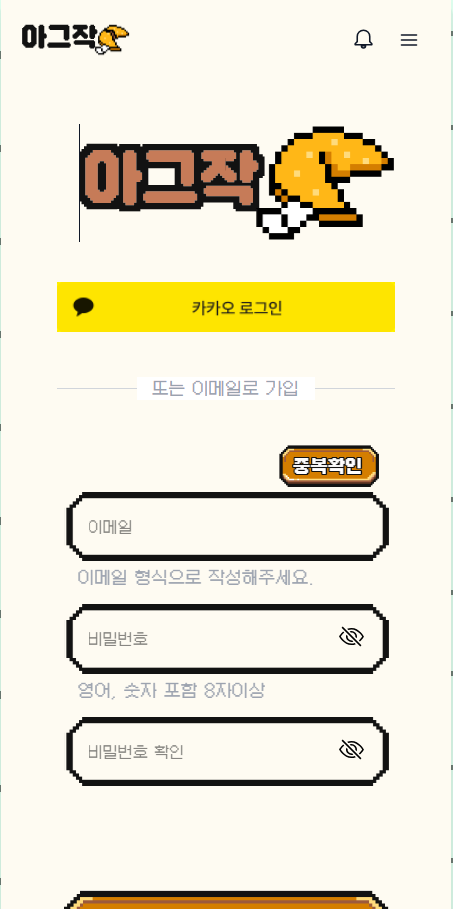 아그작
아그작
카카오 로그인
또는 이메일로 가입
중복확인
이메일
이메일 형식으로 작성해주세요.
비밀번호
영어, 숫자 포함 8자이상
비밀번호 확인